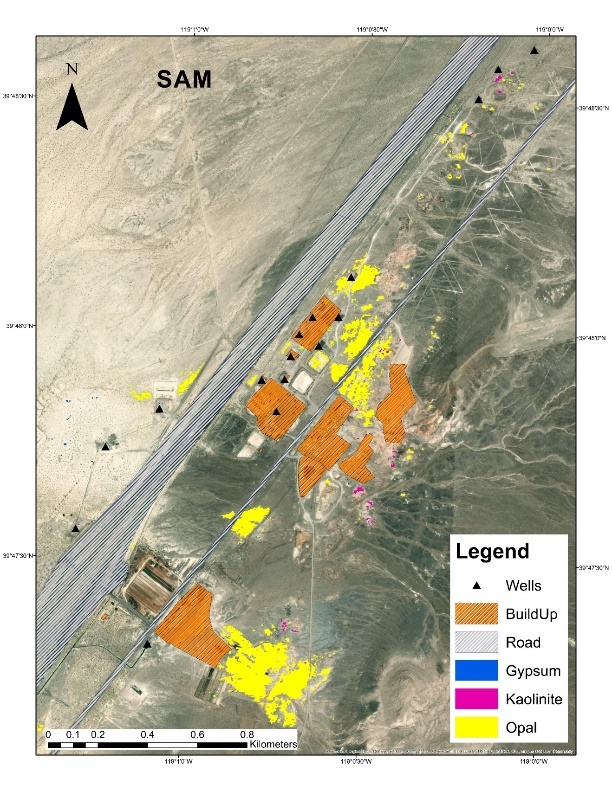 119°1'0"W 119°0'30"W 119°0'0"W
N
SAM
39°48'30"N 39°48'30"N
39°48'0"N 39°48'0"N
39°47'30"N 39°47'30"N
Legend
Wells
BuildUp
Road
Gypsum
Kaolinite
Opal
0 0.1 0.2 0.4 0.6 0.8
Kilometers
119°1'0"W 119°0'30"W 119°0'0"W